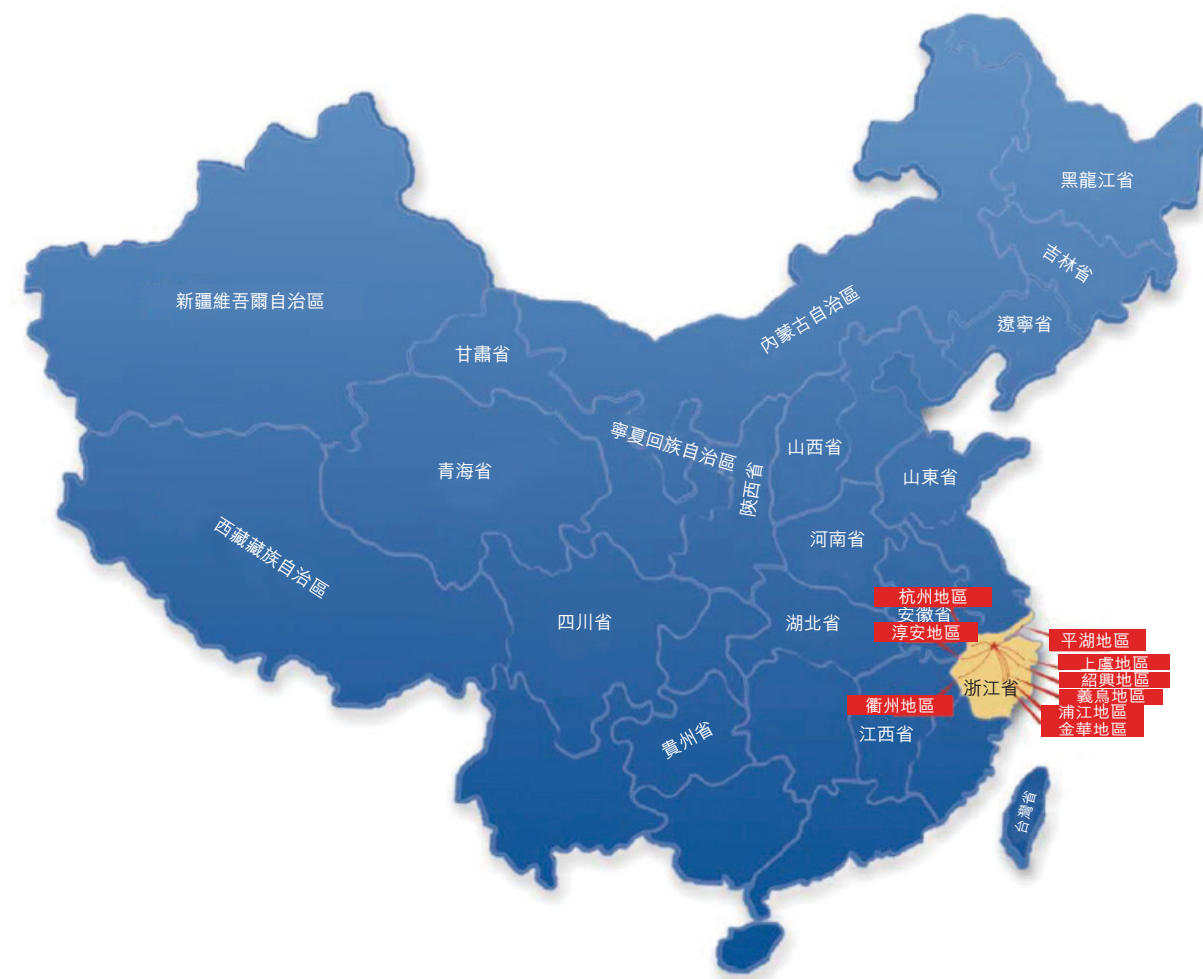 黑龍江省
吉林省
遼寧省
內蒙古自治區
新疆維吾爾自治區
甘肅省
寧夏回族自治區
山西省
陝西省
青海省
山東省
西藏藏族自治區
河南省
杭州地區
安徽省
淳安地區
四川省
湖北省
平湖地區
上虞地區
紹興地區
浙江省
義烏地區
衢州地區
浦江地區
金華地區
江西省
貴州省
台灣省